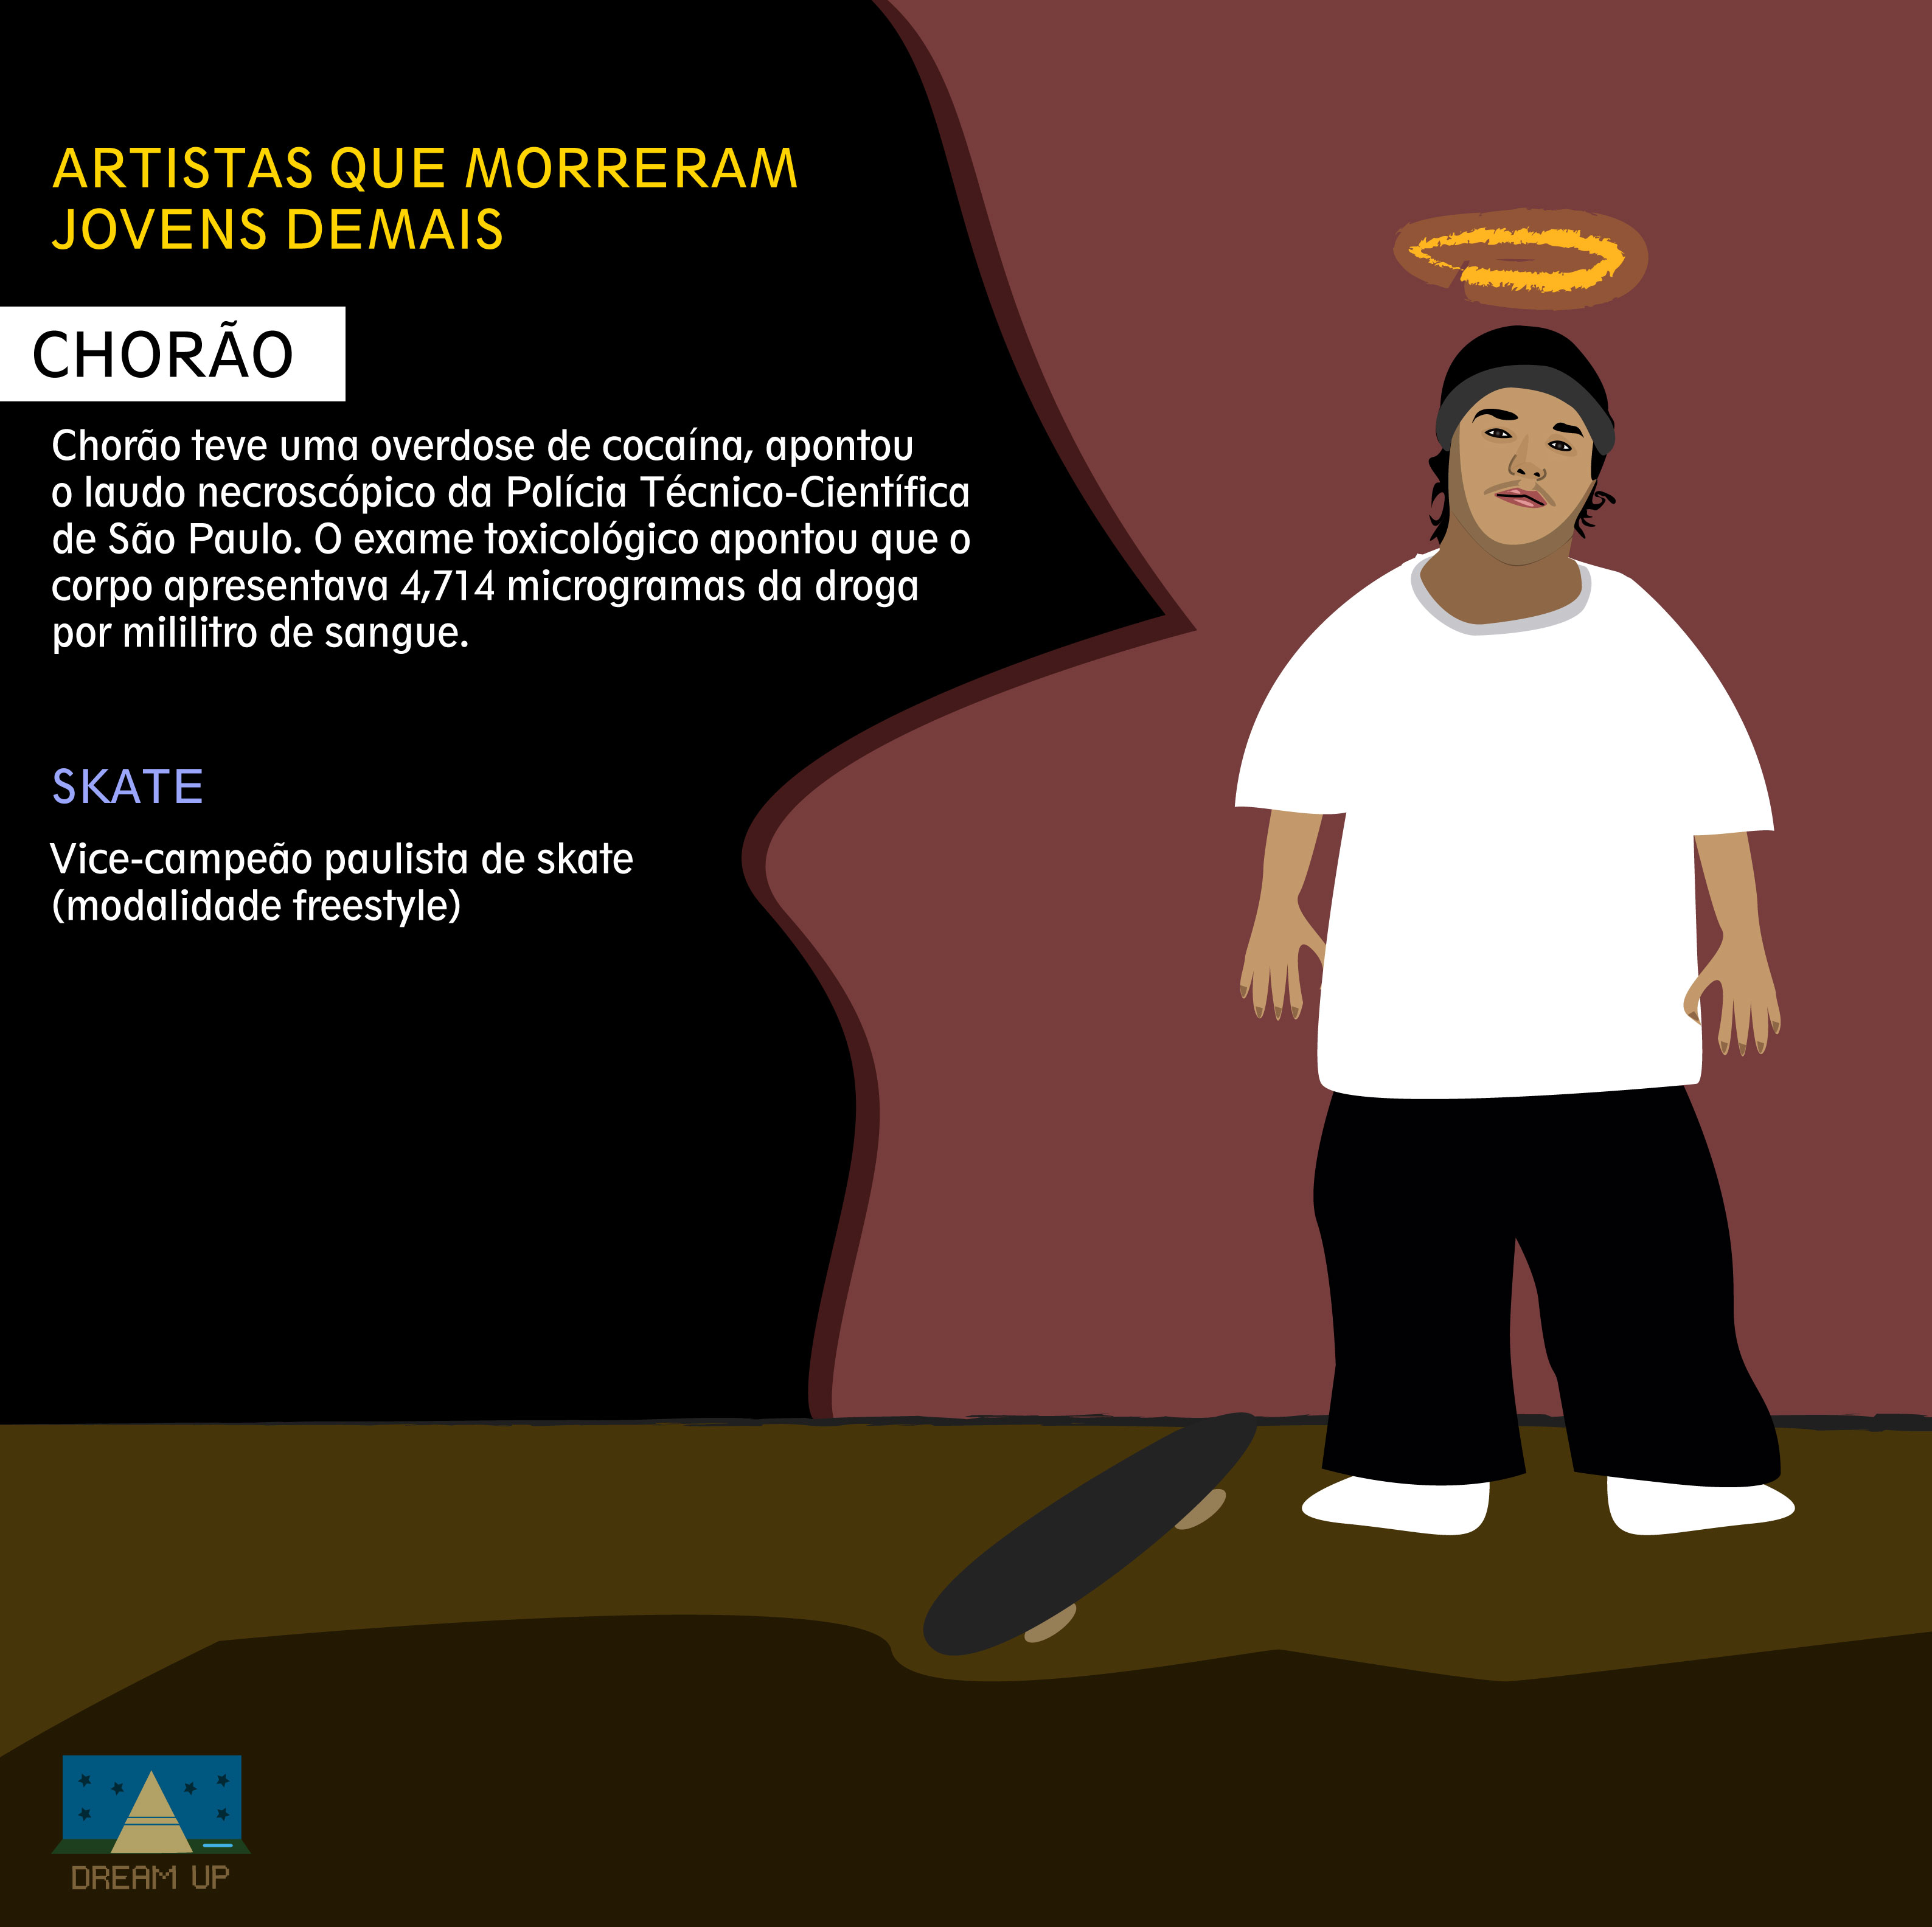 ARTISTAS QUE MORRERAM
JOVENS DEMAIS
CHORÃO
Chorão teve uma overdose de cocaína, apontou
o laudo necroscópico da Polícia Técnico-Científica
de São Paulo. O exame toxicológico apontou que o
corpo apresentava 4,714 microgramas da droga
por mililitro de sangue.
SKATE
Vice-campeão paulista de skate
(modalidade freestyle)
DREAM UP